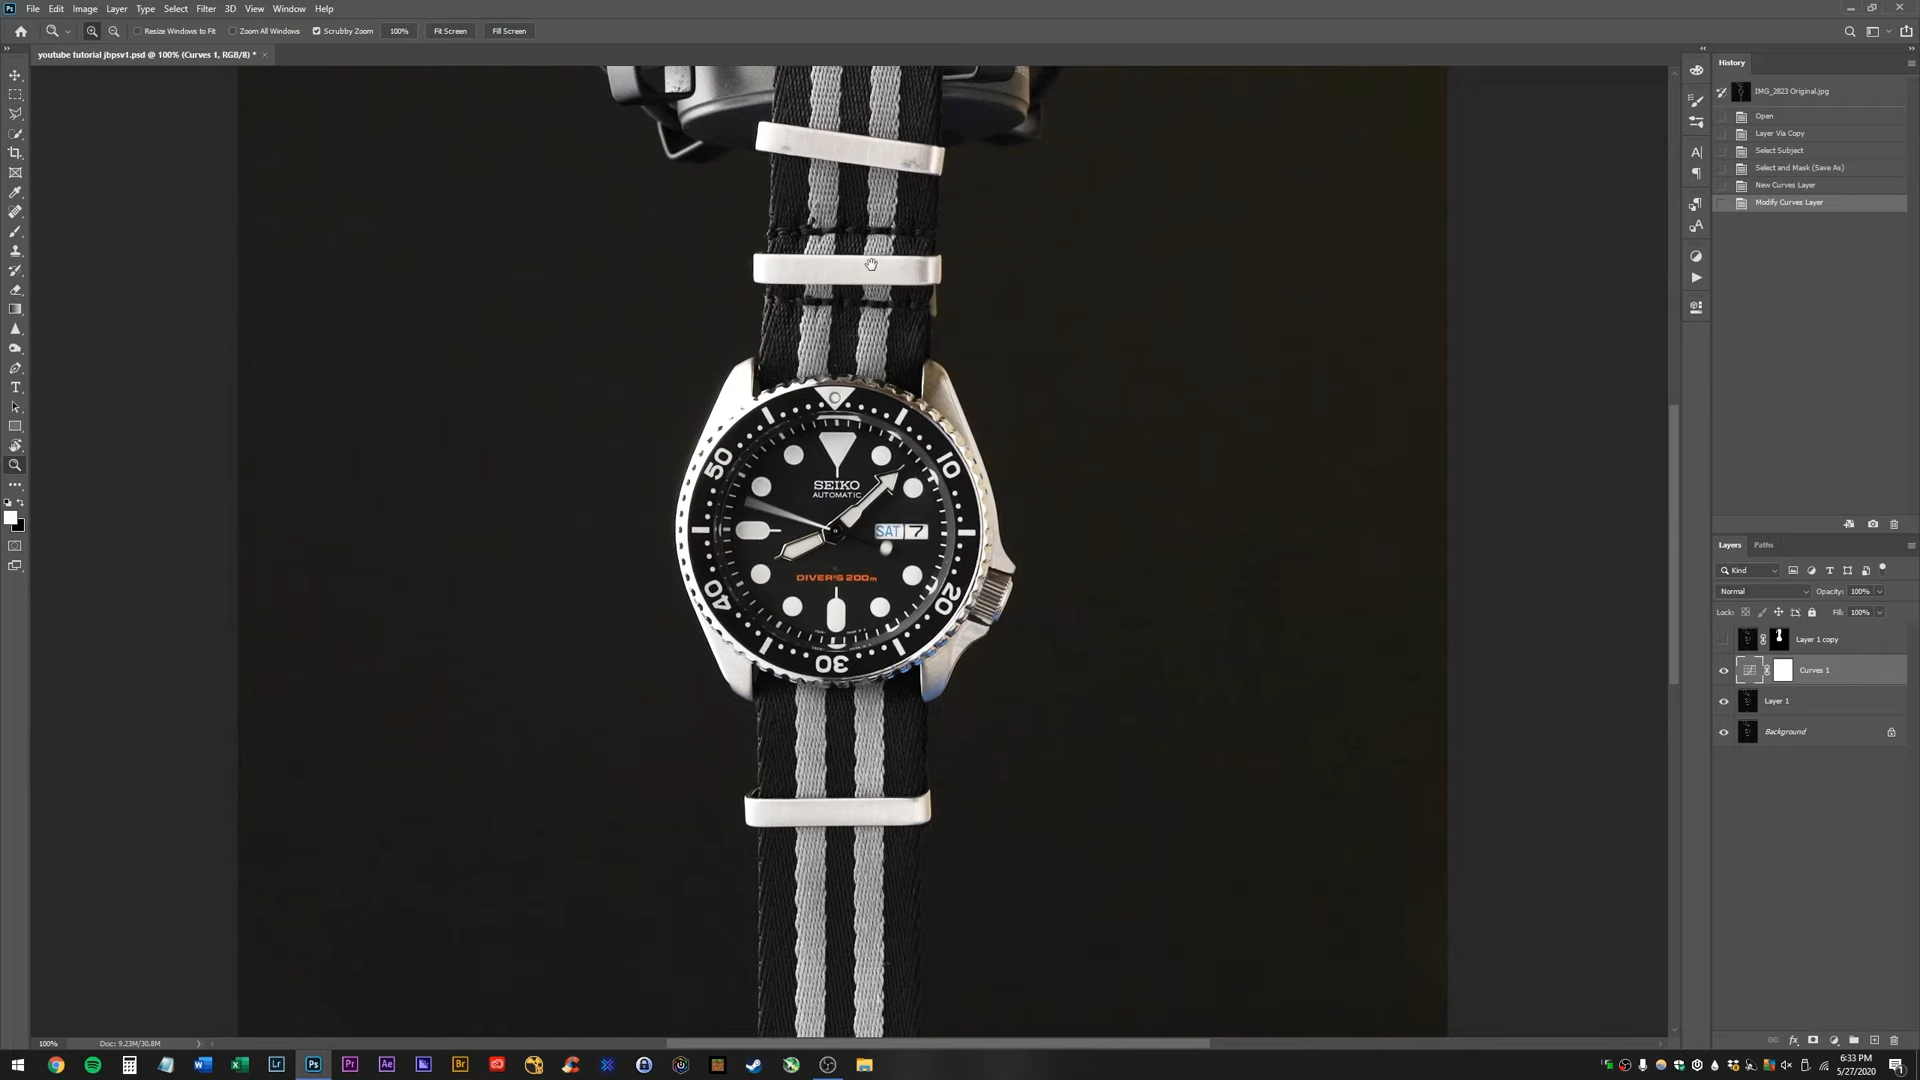 File Edit Image Layer Type Select Filter 3D View Window Help
Resize Windows to Fit Zoom All Windows Scrubby Zoom 100% Fit Screen Fill Screen
youtube tutorial jbpsv1.psd @ 100% (Curves 1, RGB/8) *
History
IMG_2823 Original.jpg
Open
Layer Via Copy
Select Subject
Select and Mask (Save As)
New Curves Layer
Modify Curves Layer
50
10
SEIKO
AUTOMATIC
SAT 7
DIVER'S 200m
40
20
30
Layers Paths
Kind
Normal Opacity: 100%
Lock: Fill: 100%
Layer 1 copy
Curves 1
Layer 1
Background
100% Doc: 9.23M/30.8M
6:33 PM
5/27/2020